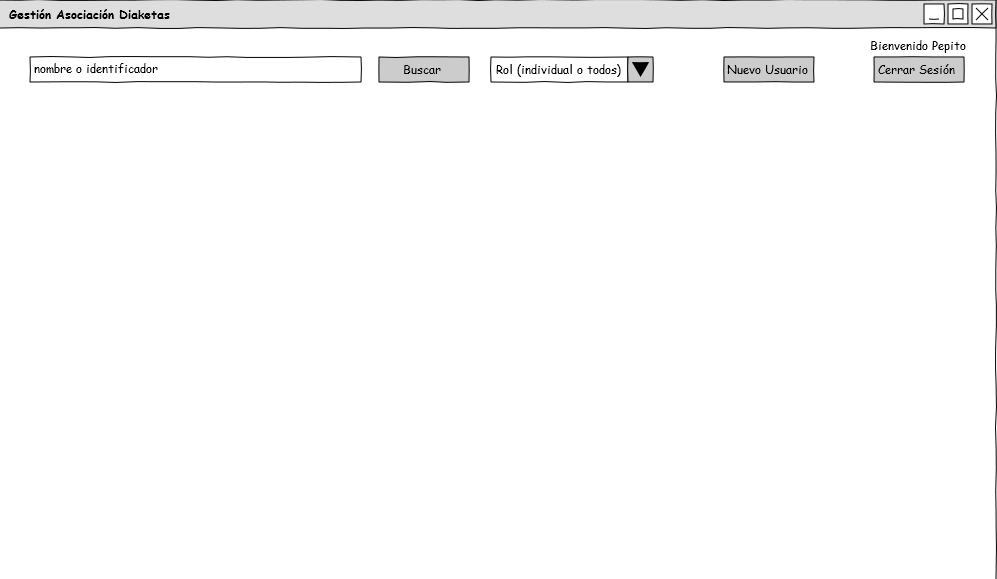 Gestión Asociación Diaketas
Bienvenido Pepito
nombre o identificador
Buscar
Rol (individual o todos)
Nuevo Usuario
Cerrar Sesión